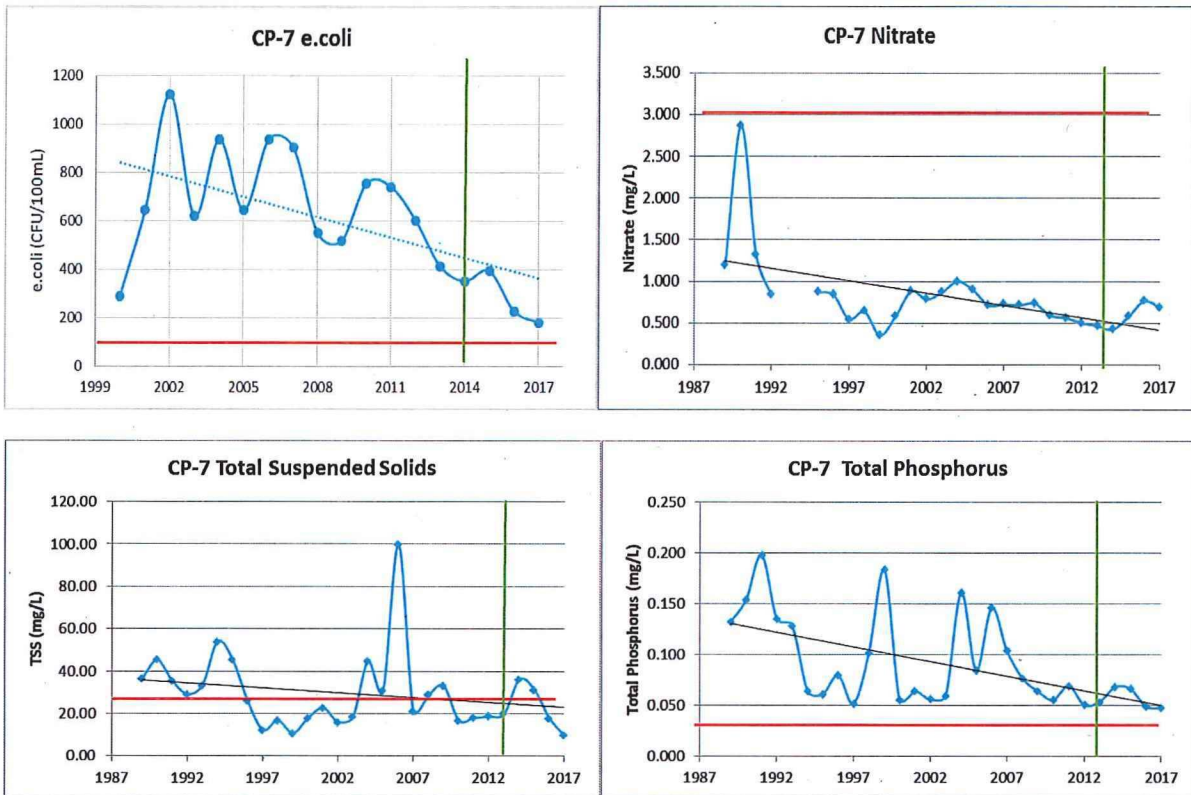 CP-7 e.coli
e.coli (CFU/100mL)
1200
1000
800
600
400
200
0
1999 2002 2005 2008 2011 2014 2017
CP-7 Nitrate
Nitrate (mg/L)
3.500
3.000
2.500
2.000
1.500
1.000
0.500
0.000
1987 1992 1997 2002 2007 2012 2017
CP-7 Total Suspended Solids
TSS (mg/L)
120.00
100.00
80.00
60.00
40.00
20.00
0.00
1987 1992 1997 2002 2007 2012 2017
CP-7 Total Phosphorus
Total Phosphorus (mg/L)
0.250
0.200
0.150
0.100
0.050
0.000
1987 1992 1997 2002 2007 2012 2017